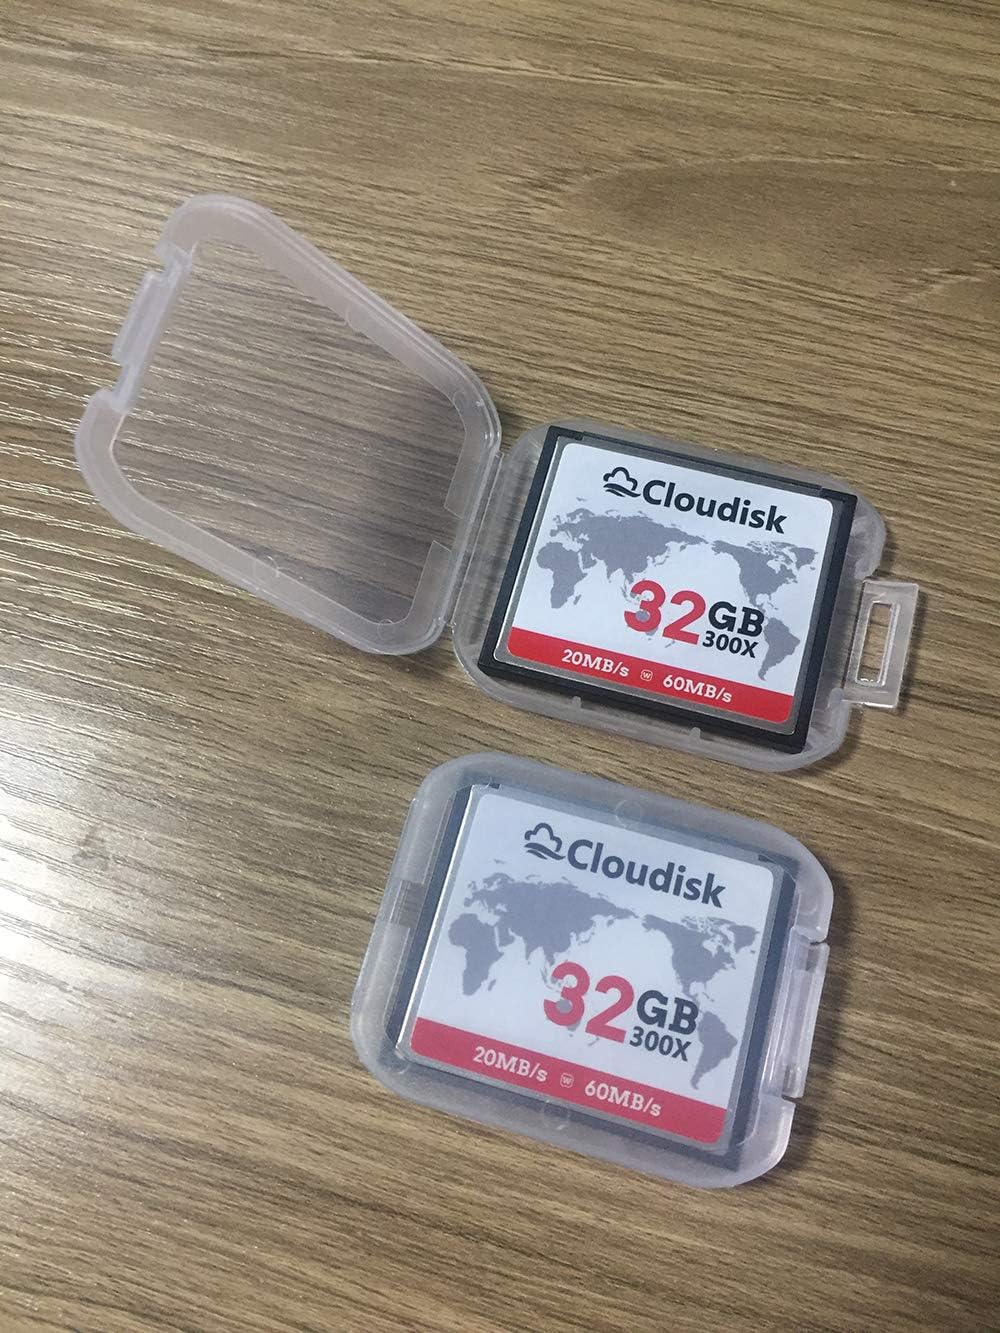 Cloudisk
32GB
300X
20MB/s W 60MB/s
Cloudisk
32GB
300X
20MB/s W 60MB/s